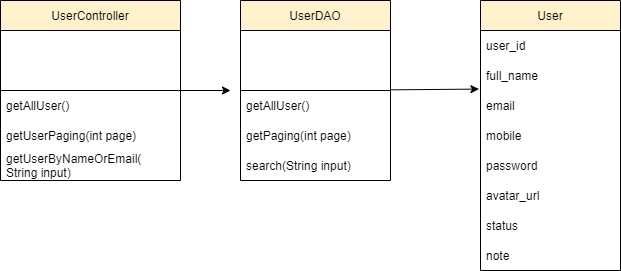 UserController
getAllUser()
getUserPaging(int page)
getUserByNameOrEmail(
String input)
UserDAO
getAllUser()
getPaging(int page)
search(String input)
User
user_id
full_name
email
mobile
password
avatar_url
status
note